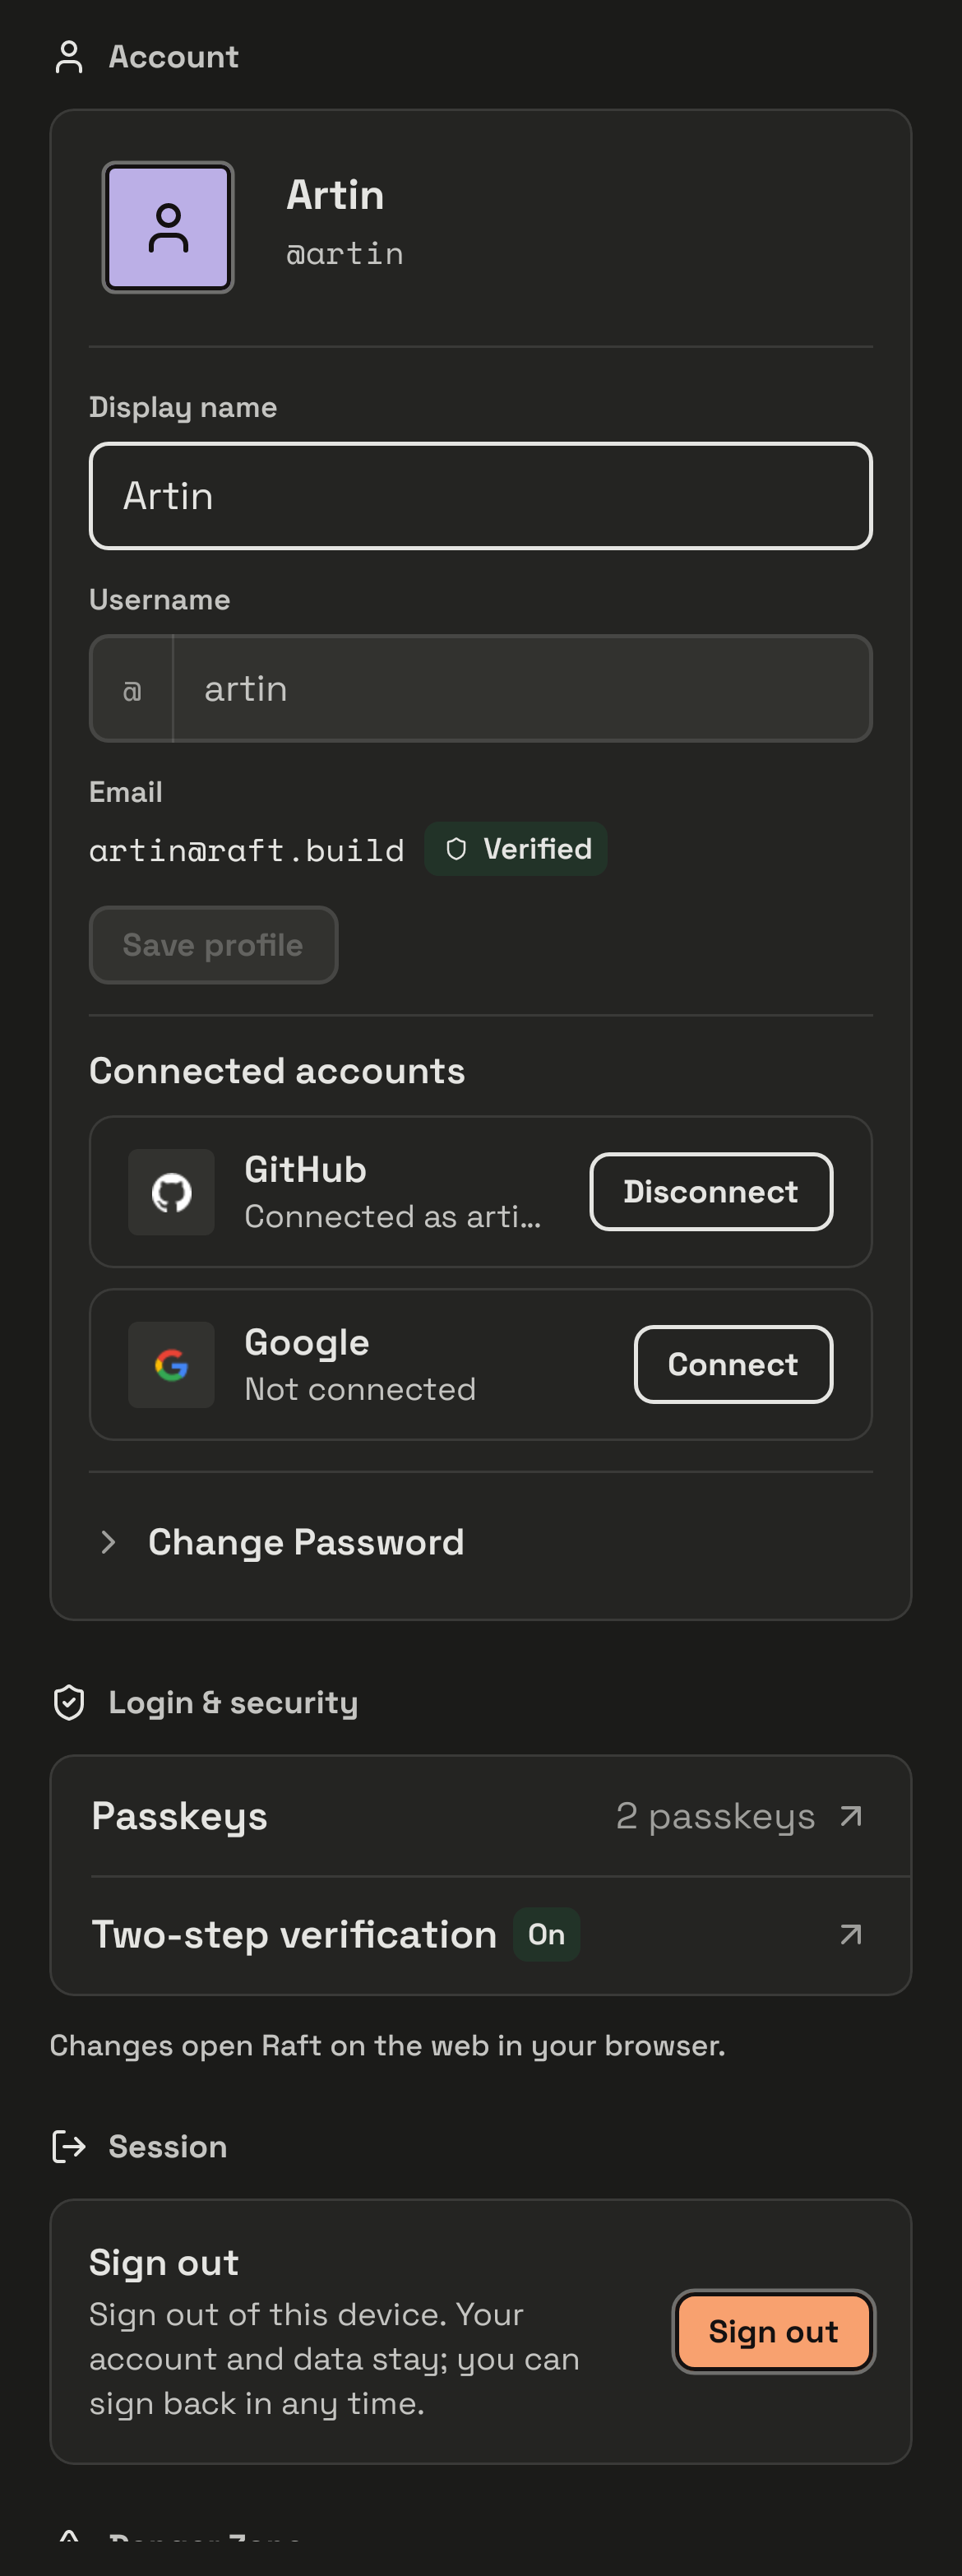 Account
Artin
@artin
Display name
Artin
Username
@ artin
Email
artin@raft.build Verified
Save profile
Connected accounts
GitHub
Connected as arti... Disconnect
Google
Not connected Connect
Change Password
Login & security
Passkeys 2 passkeys
Two-step verification On
Changes open Raft on the web in your browser.
Session
Sign out
Sign out of this device. Your
account and data stay; you can
sign back in any time.
Sign out